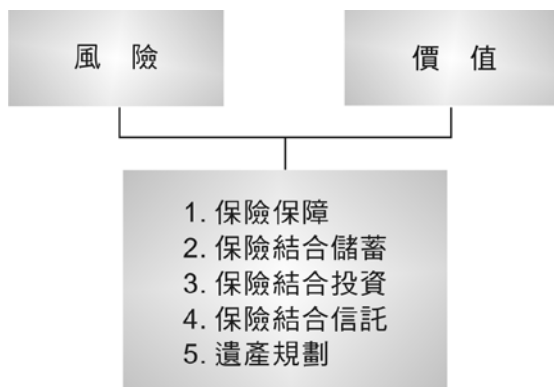 風　險
價　值
1. 保險保障
2. 保險結合儲蓄
3. 保險結合投資
4. 保險結合信託
5. 遺產規劃